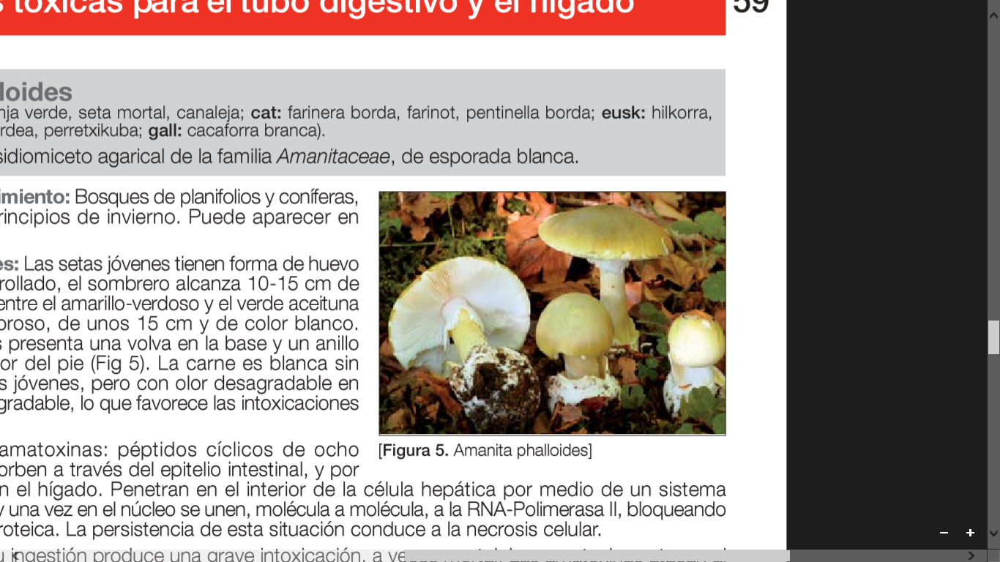 tóxicas para el tubo digestivo y el hígado 59
loides
nja verde, seta mortal, canaleja; cat: farinera borda, farinot, pentinella borda; eusk: hilkorra,
rdea, perretxikuba; gall: cacaforra branca).
sidiomiceto agarical de la familia Amanitaceae, de esporada blanca.
imiento: Bosques de planifolios y coníferas,
rincipios de invierno. Puede aparecer en
es: Las setas jóvenes tienen forma de huevo
rrollado, el sombrero alcanza 10-15 cm de
entre el amarillo-verdoso y el verde aceituna
broso, de unos 15 cm y de color blanco.
s presenta una volva en la base y un anillo
or del pie (Fig 5). La carne es blanca sin
s jóvenes, pero con olor desagradable en
gradable, lo que favorece las intoxicaciones
[Figura 5. Amanita phalloides]
amatoxinas: péptidos cíclicos de ocho
orben a través del epitelio intestinal, y por
n el hígado. Penetran en el interior de la célula hepática por medio de un sistema
y una vez en el núcleo se unen, molécula a molécula, a la RNA-Polimerasa II, bloqueando
roteica. La persistencia de esta situación conduce a la necrosis celular.
u ingestión produce una grave intoxicación, a ve